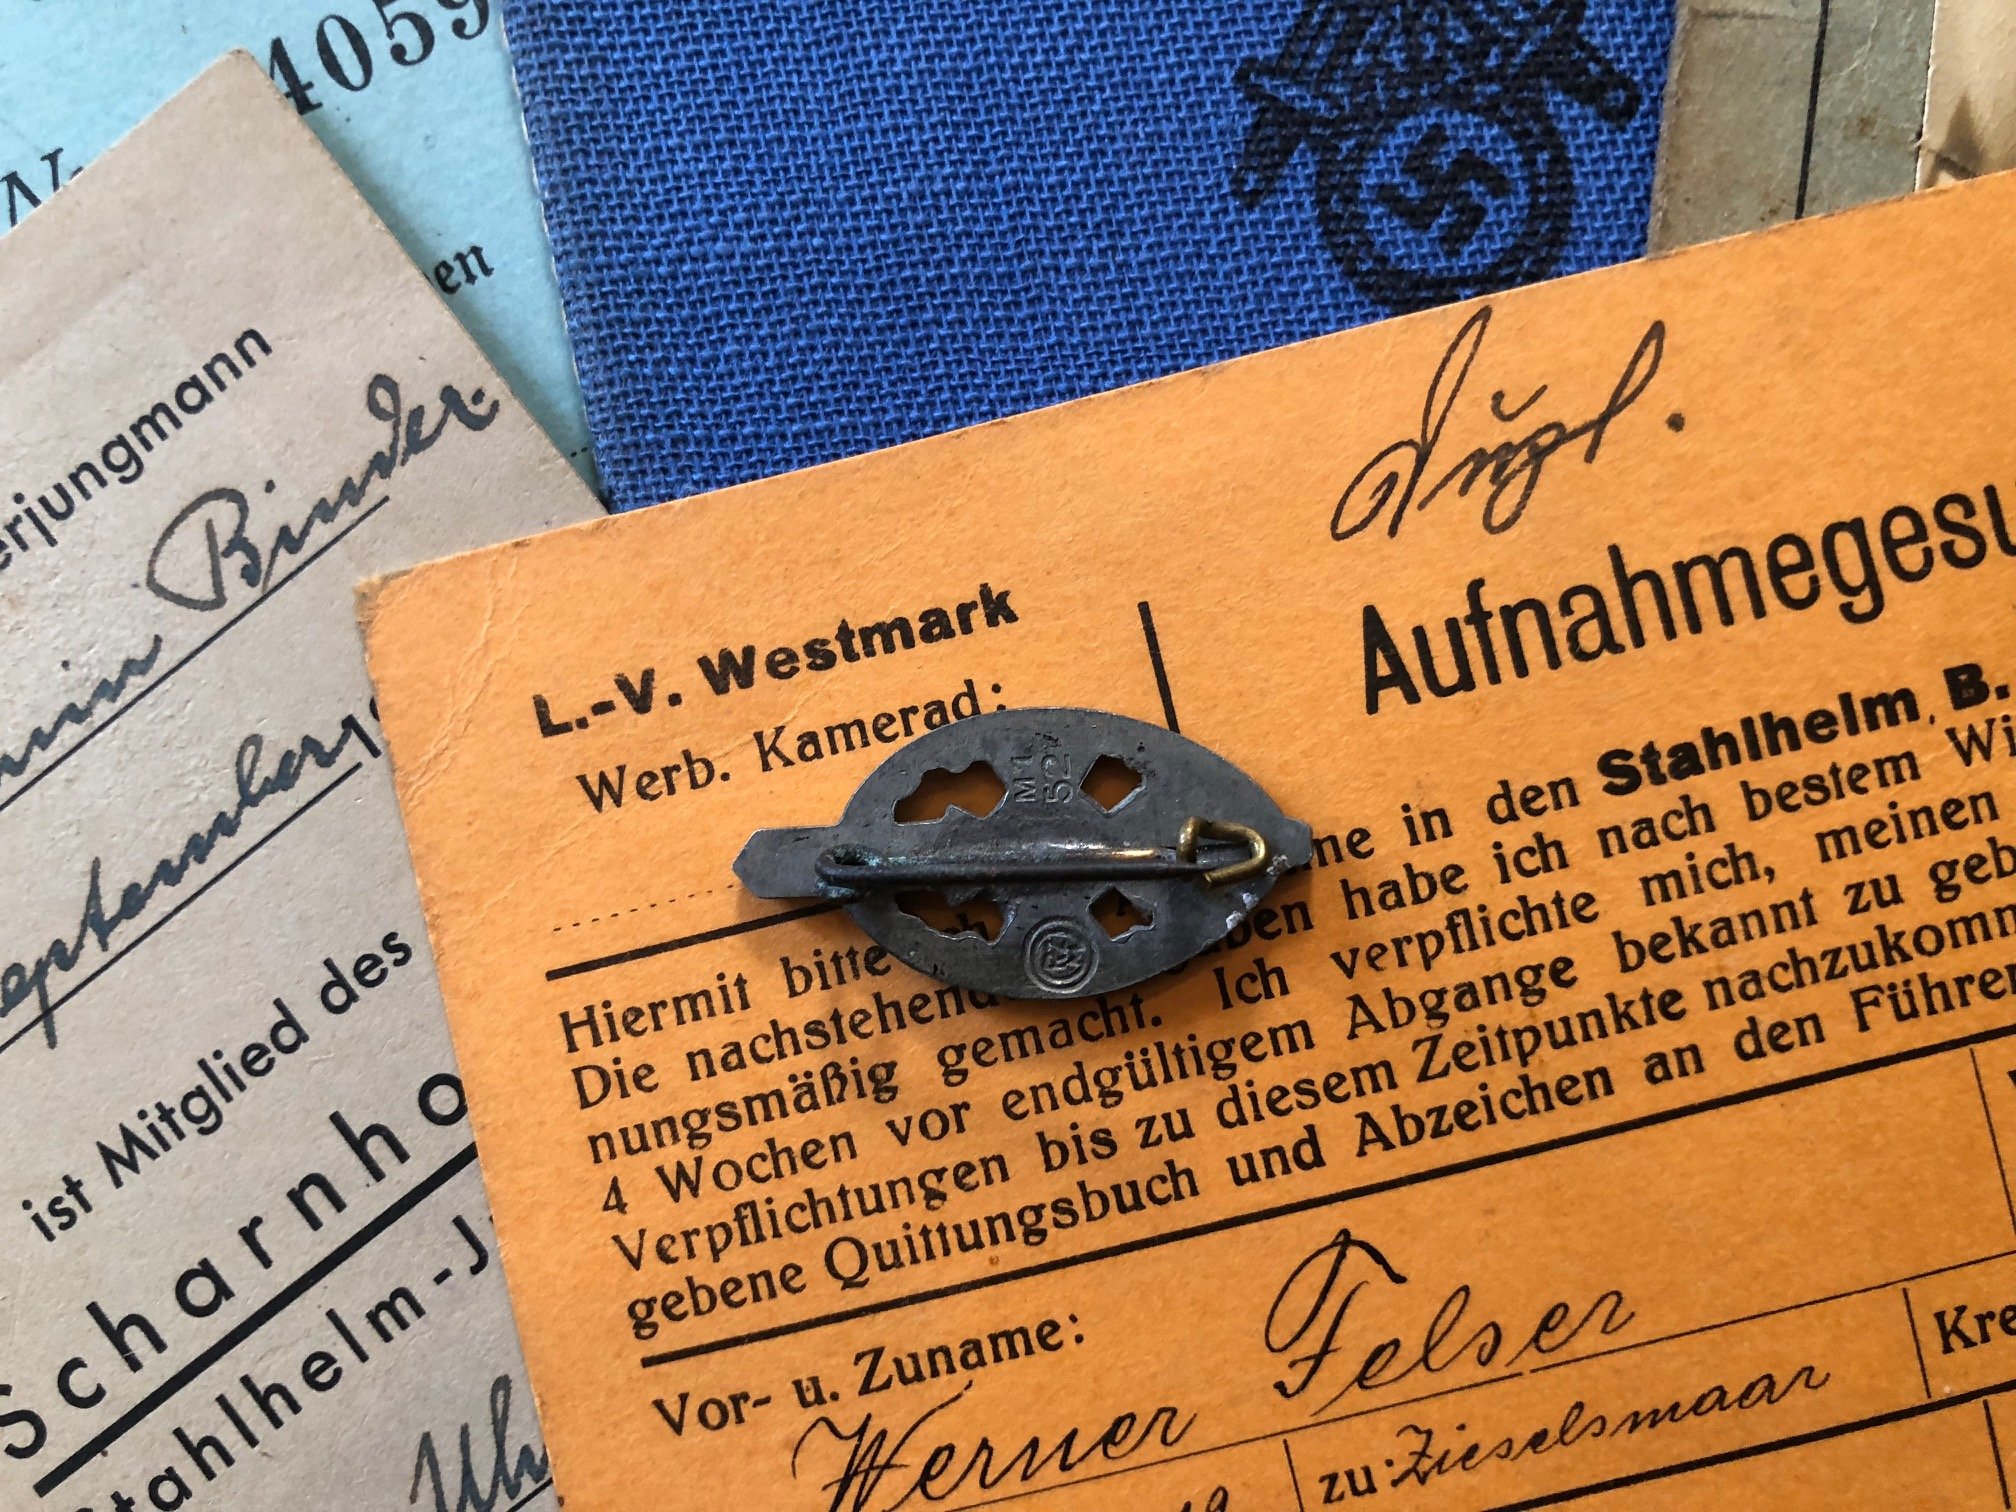 4059
en
erjungmann
Binder.
eptember 1
ist Mitglied des
Scharnho
Stahlhelm-J
L.-V. Westmark
Werb. Kamerad:
Aufnahmegesu
M1
52
ne in den Stahlhelm, B.
Hiermit bitte ben habe ich nach bestem Wi
Die nachstehend Ich verpflichte mich, meinen
nungsmäßig gemacht.
4 Wochen vor endgültigem Abgange bekannt zu geb
Verpflichtungen bis zu diesem Zeitpunkte nachzukomm
gebene Quittungsbuch und Abzeichen an den Führer
Vor- u. Zuname:
Werner Felser
Kre
zu: Zieselsmaar